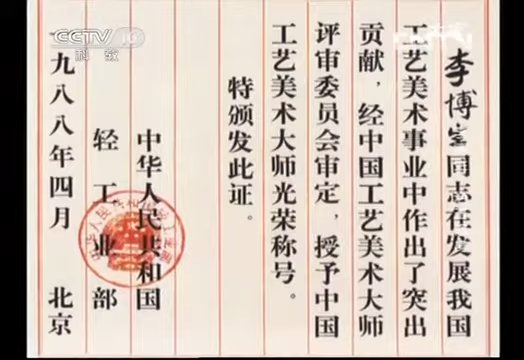 CCTV 10
科教
李博生同志在发展我国
工艺美术事业中作出了突出
贡献，经中国工艺美术大师
评审委员会审定，授予中国
工艺美术大师光荣称号。
特颁发此证。
中华人民共和国
轻工业部
九八八年四月 北京